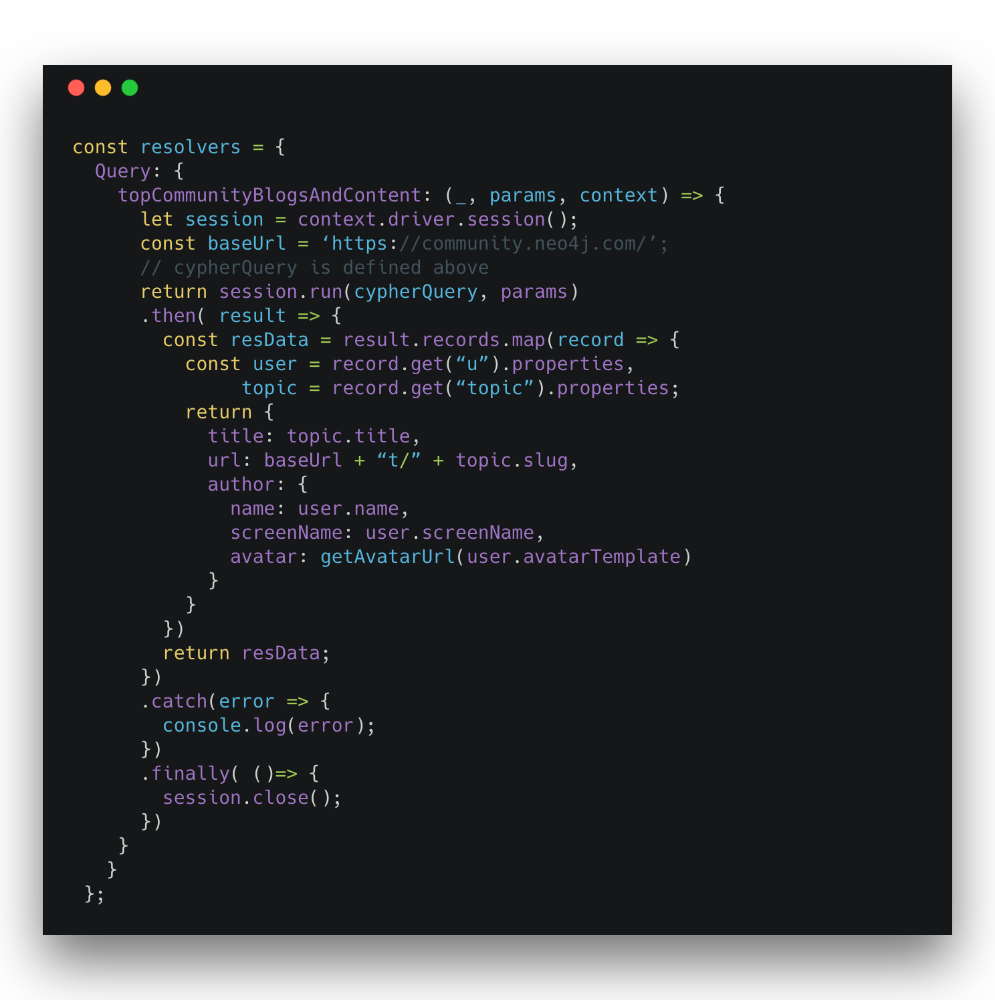 const resolvers = {
  Query: {
    topCommunityBlogsAndContent: (_, params, context) => {
      let session = context.driver.session();
      const baseUrl = ‘https://community.neo4j.com/’;
      // cypherQuery is defined above
      return session.run(cypherQuery, params)
      .then( result => {
        const resData = result.records.map(record => {
          const user = record.get(“u”).properties,
               topic = record.get(“topic”).properties;
          return {
            title: topic.title,
            url: baseUrl + “t/” + topic.slug,
            author: {
              name: user.name,
              screenName: user.screenName,
              avatar: getAvatarUrl(user.avatarTemplate)
            }
          }
        })
        return resData;
      })
      .catch(error => {
        console.log(error);
      })
      .finally( ()=> {
        session.close();
      })
    }
   }
 };